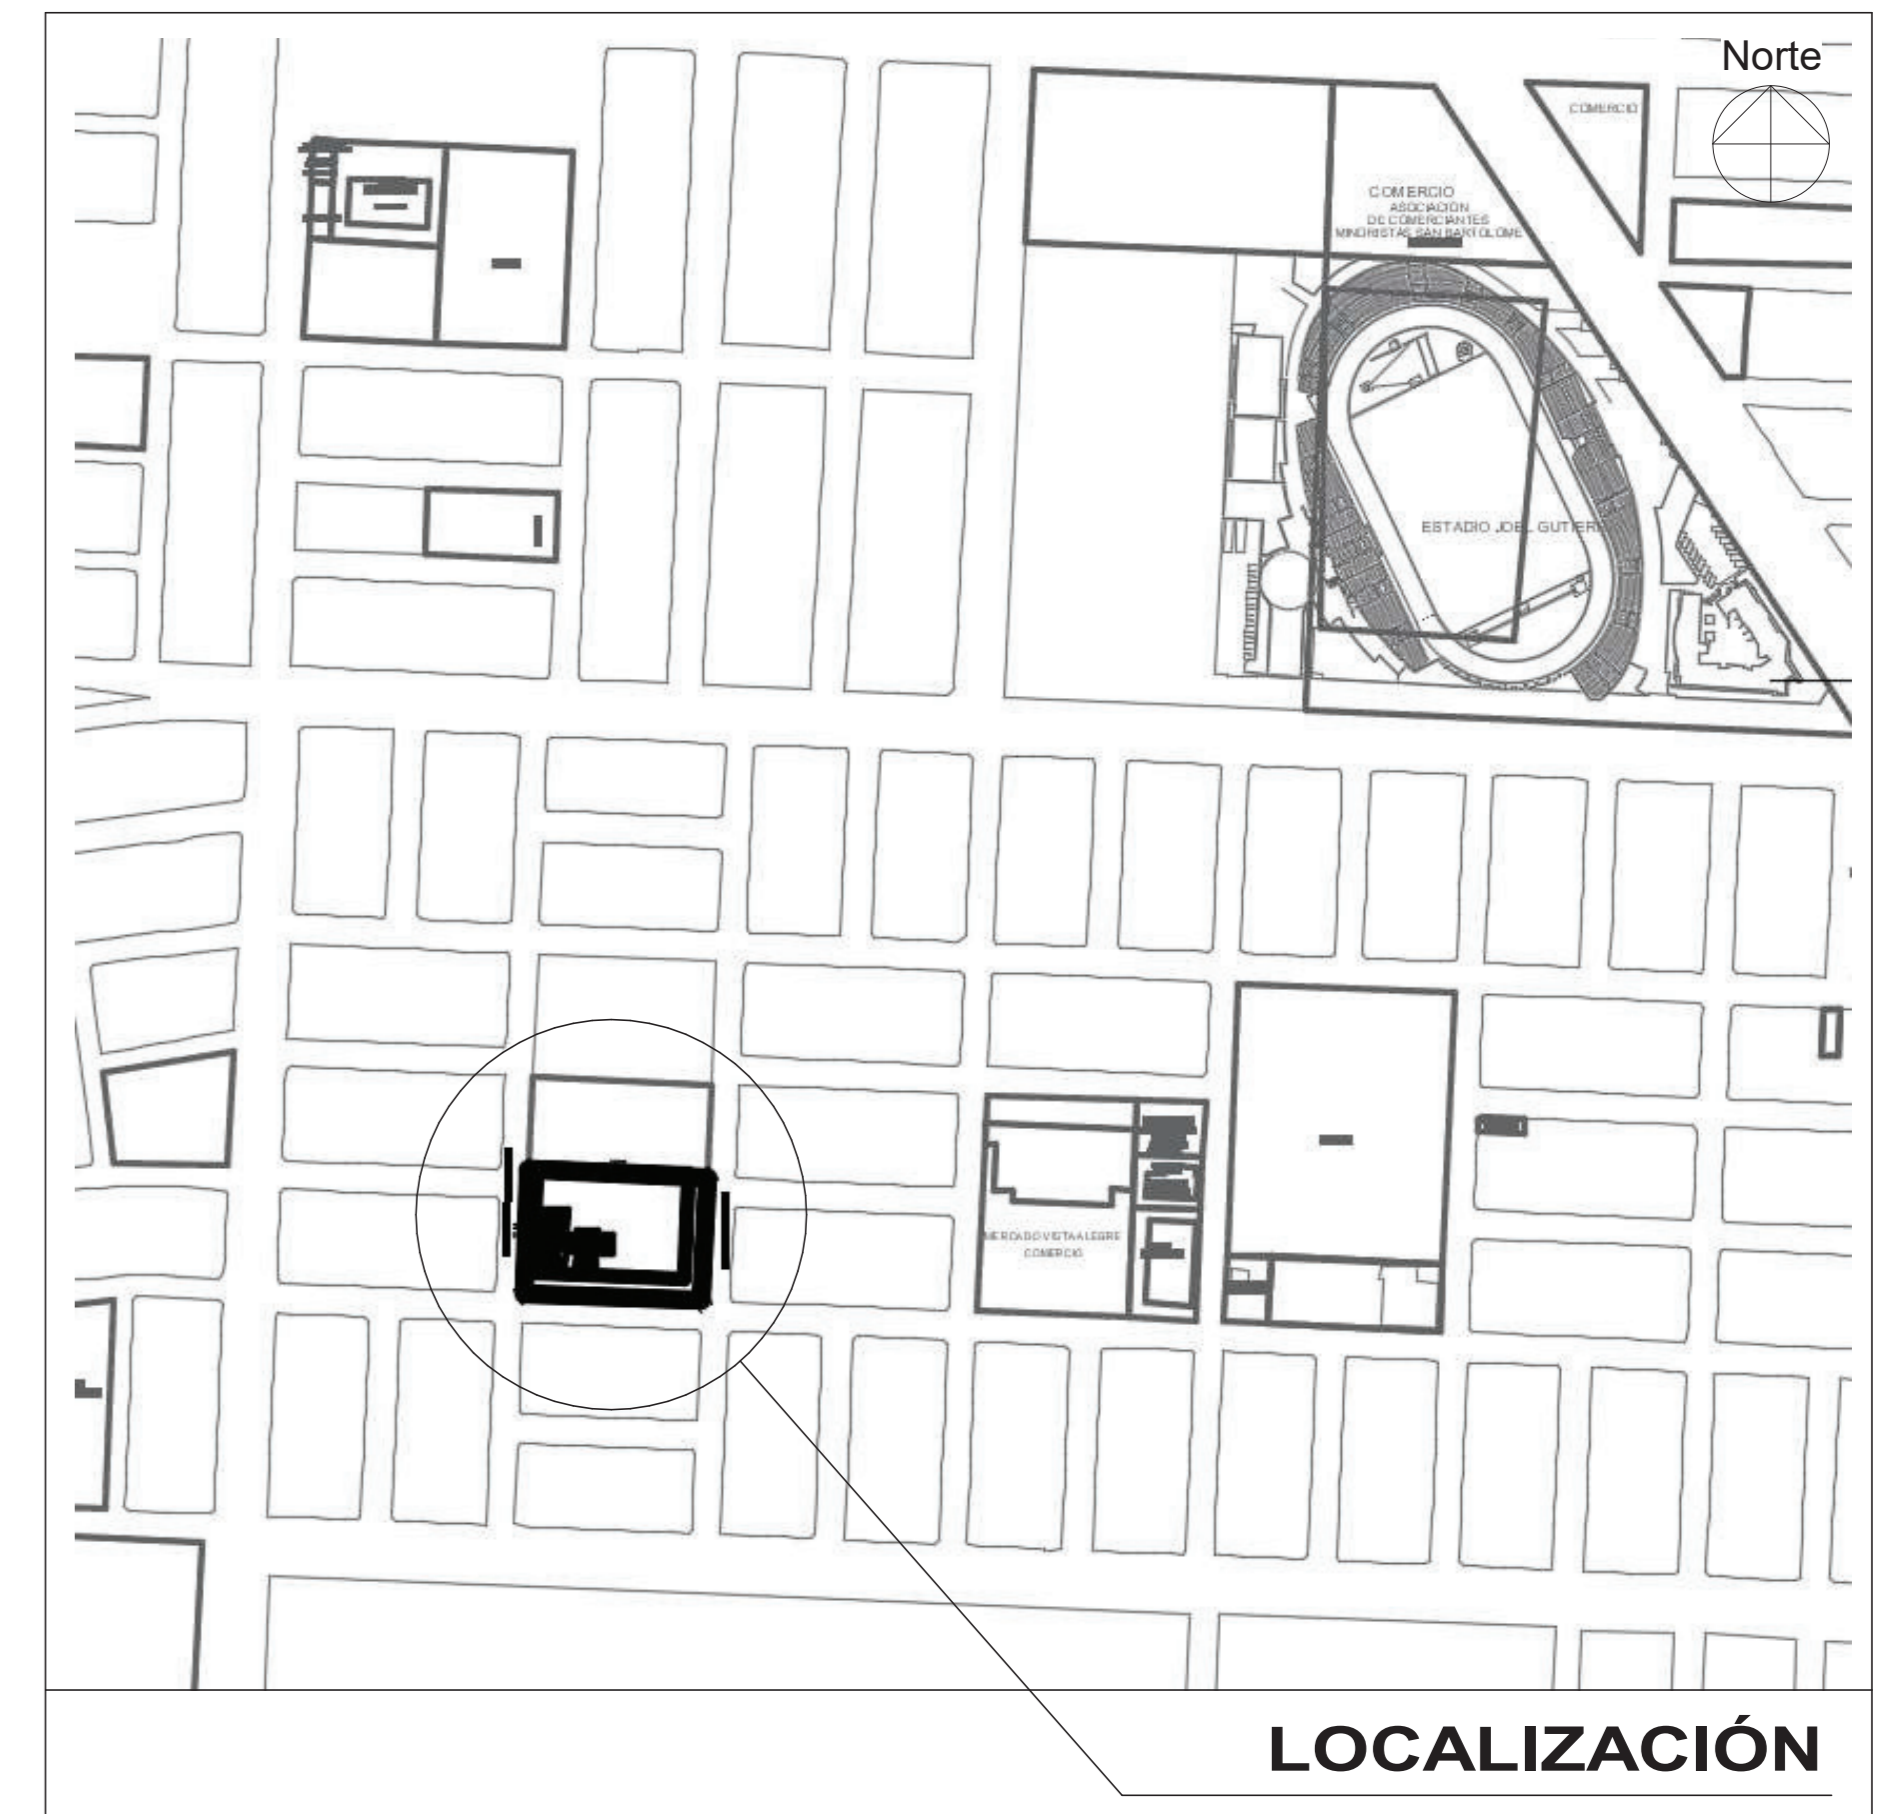 Norte
COMERCIO
COMERCIO
ASOCIACION
DE COMERCIANTES
MINORISTAS SAN BARTOLOME
ESTADIO JOEL GUTIERR
MERCADO VISTA ALEGRE
COMERCIO
LOCALIZACIÓN